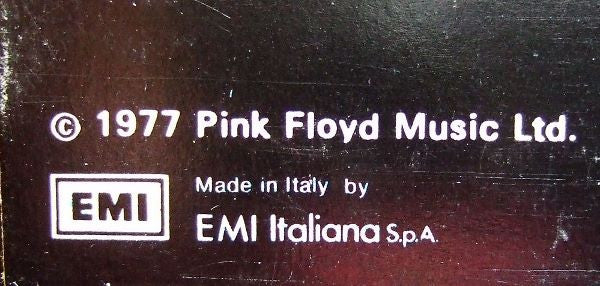 © 1977 Pink Floyd Music Ltd.
EMI
Made in Italy by
EMI Italiana S.p.A.